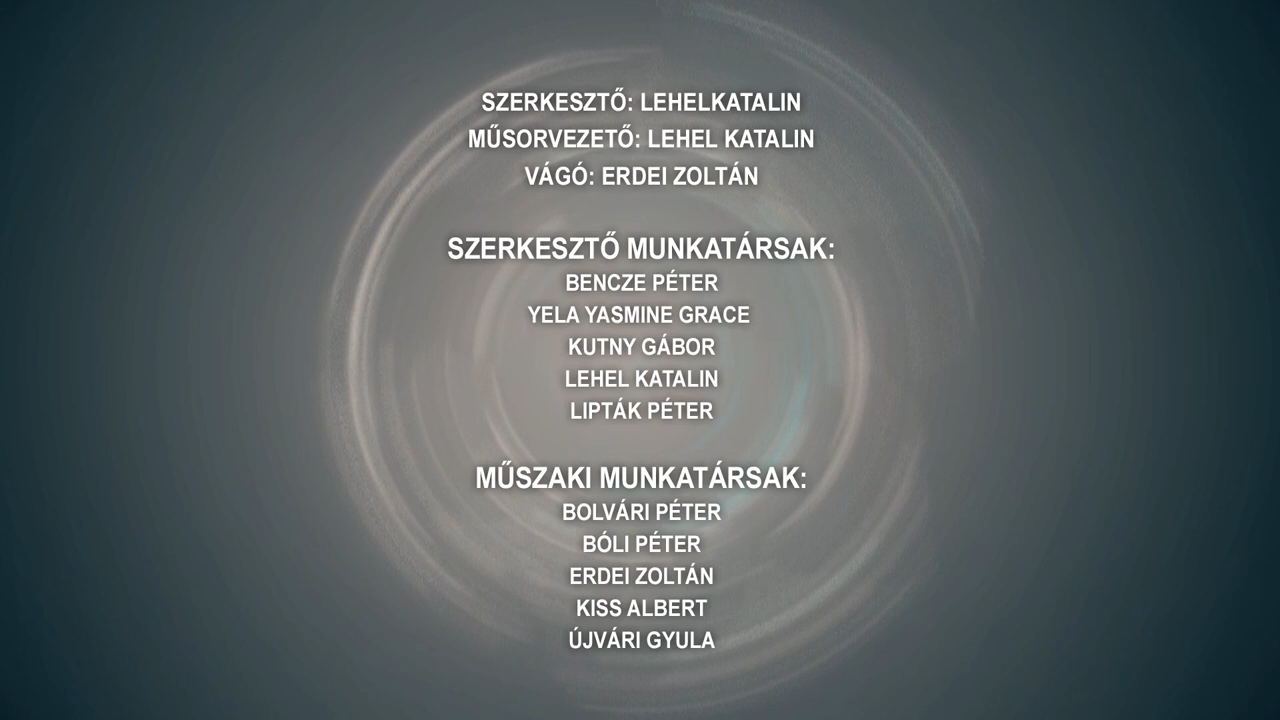 SZERKESZTŐ: LEHELKATALIN
MŰSORVEZETŐ: LEHEL KATALIN
VÁGÓ: ERDEI ZOLTÁN
SZERKESZTŐ MUNKATÁRSAK:
BENCZE PÉTER
YELA YASMINE GRACE
KUTNY GÁBOR
LEHEL KATALIN
LIPTÁK PÉTER
MŰSZAKI MUNKATÁRSAK:
BOLVÁRI PÉTER
BÓLI PÉTER
ERDEI ZOLTÁN
KISS ALBERT
ÚJVÁRI GYULA